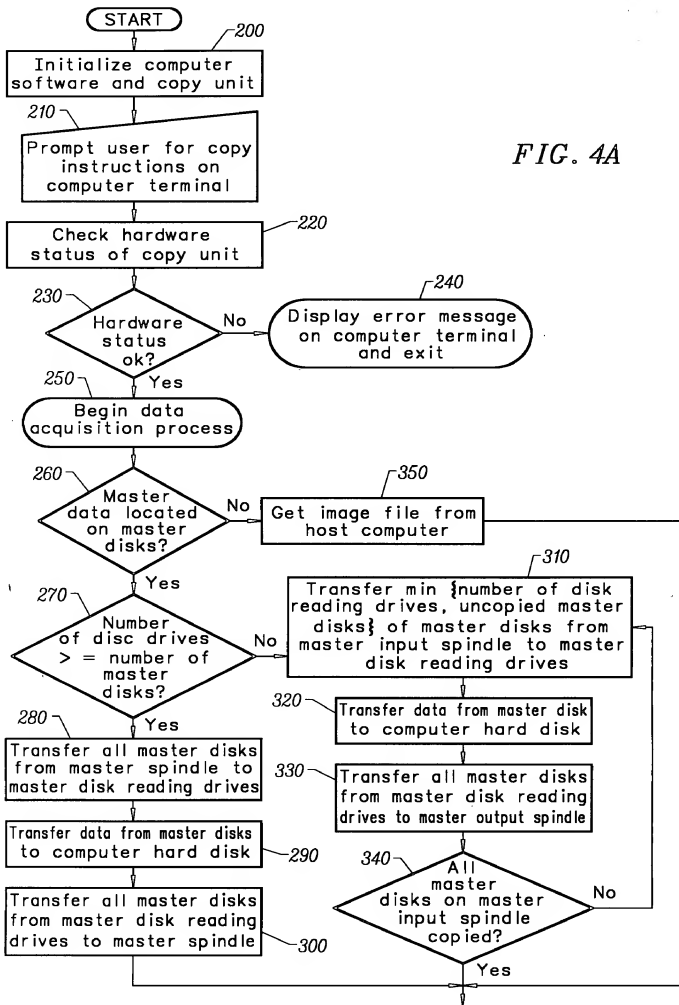 START
200
Initialize computer
software and copy unit
210
Prompt user for copy
instructions on
computer terminal
FIG. 4A
220
Check hardware
status of copy unit
230
Hardware
status
ok?
No
Yes
240
Display error message
on computer terminal
and exit
250
Begin data
acquisition process
260
Master
data located
on master
disks?
No
Yes
350
Get image file from
host computer
270
Number
of disc drives
> = number of
master
disks?
No
Yes
310
Transfer min {number of disk
reading drives, uncopied master
disks} of master disks from
master input spindle to master
disk reading drives
280
Transfer all master disks
from master spindle to
master disk reading drives
320
Transfer data from master disk
to computer hard disk
330
Transfer all master disks
from master disk reading
drives to master output spindle
Transfer data from master disks
to computer hard disk
290
340
All
master
disks on master
input spindle
copied?
No
Yes
Transfer all master disks
from master disk reading
drives to master spindle
300